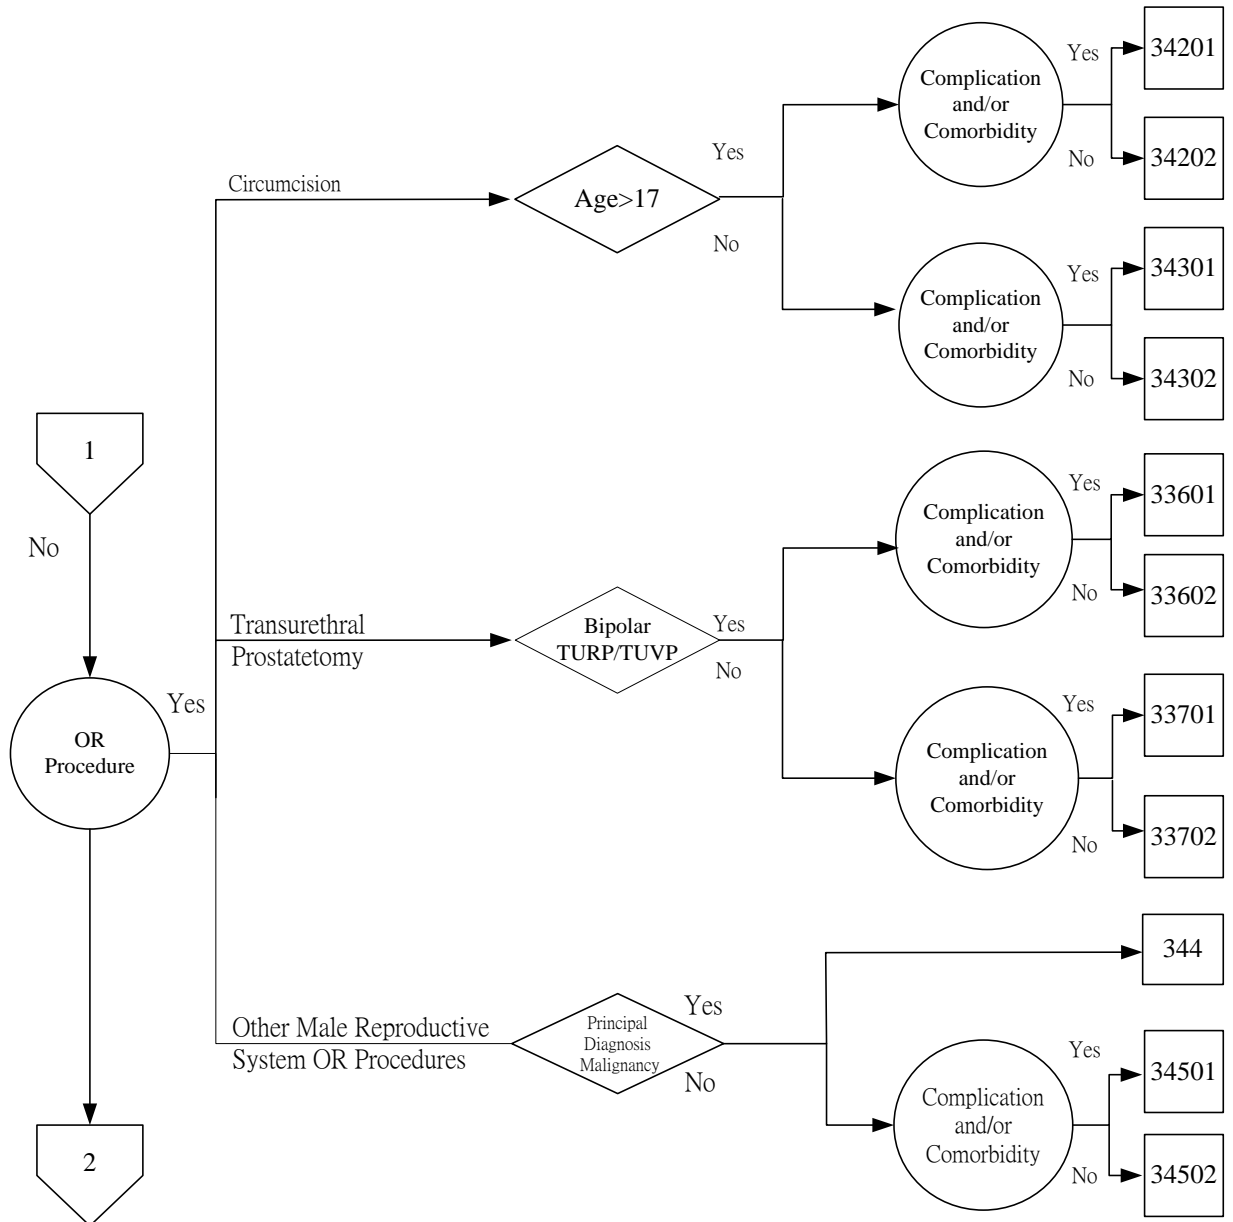 Complication
and/or
Comorbidity
Yes
34201
No
34202
Circumcision
Age>17
Yes
No
Complication
and/or
Comorbidity
Yes
34301
No
34302
1
No
Complication
and/or
Comorbidity
Yes
33601
No
33602
Transurethral
Prostatetomy
Bipolar
TURP/TUVP
Yes
No
OR
Procedure
Yes
Complication
and/or
Comorbidity
Yes
33701
No
33702
344
Other Male Reproductive
System OR Procedures
Principal
Diagnosis
Malignancy
Yes
No
Complication
and/or
Comorbidity
Yes
34501
No
34502
2